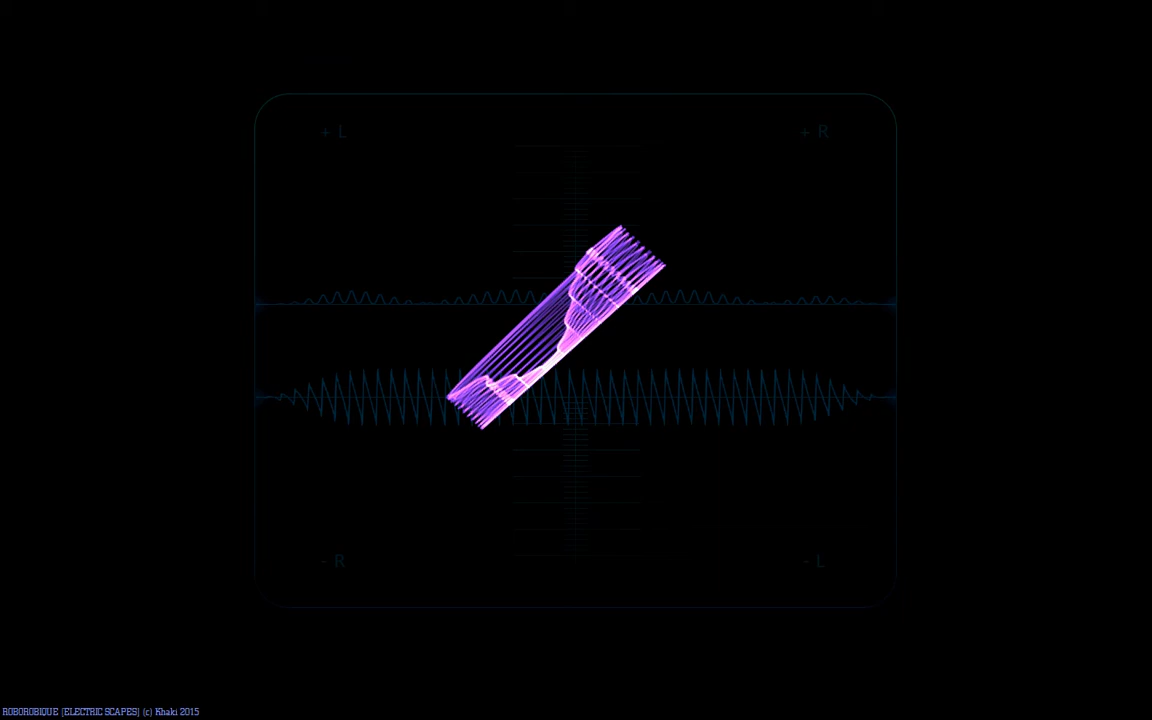 + L + R
- R - L
ROBOROBIQUE (ELECTRIC SCAPES) (c) Khaki 2015